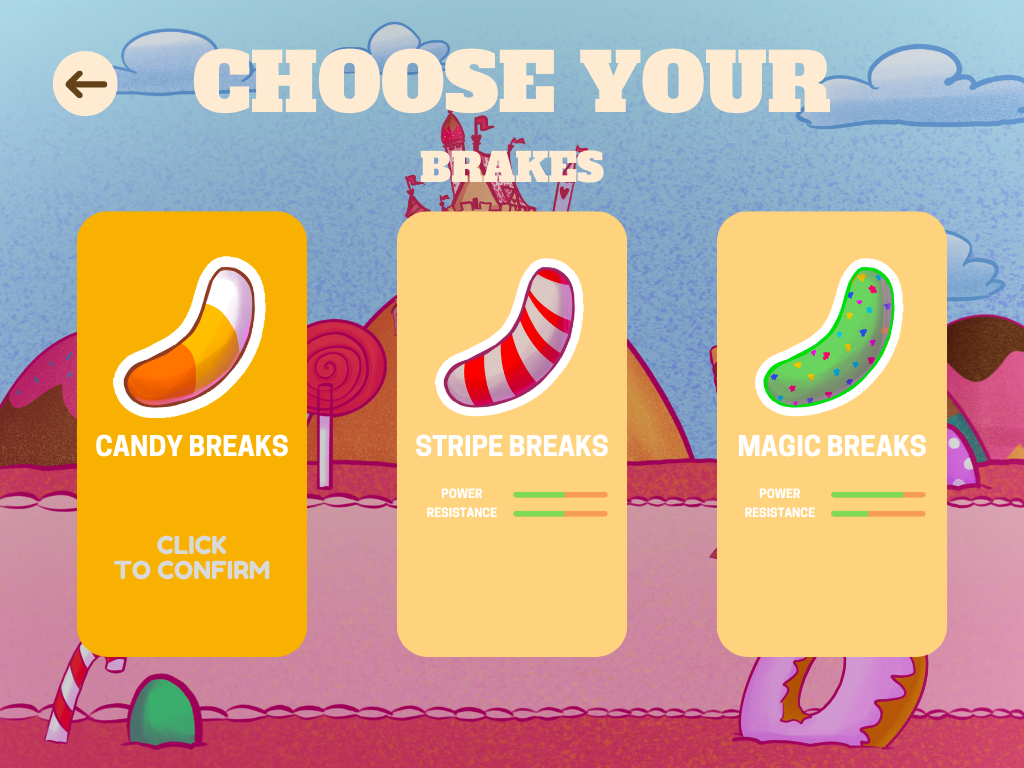 CHOOSE YOUR
BRAKES
CANDY BREAKS
CLICK
TO CONFIRM
STRIPE BREAKS
POWER
RESISTANCE
MAGIC BREAKS
POWER
RESISTANCE